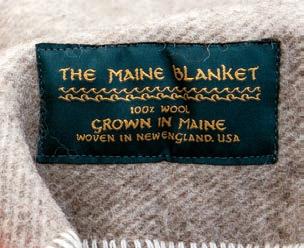 THE MAINE BLANKET
100% WOOL
GROWN IN MAINE
WOVEN IN NEW ENGLAND, USA